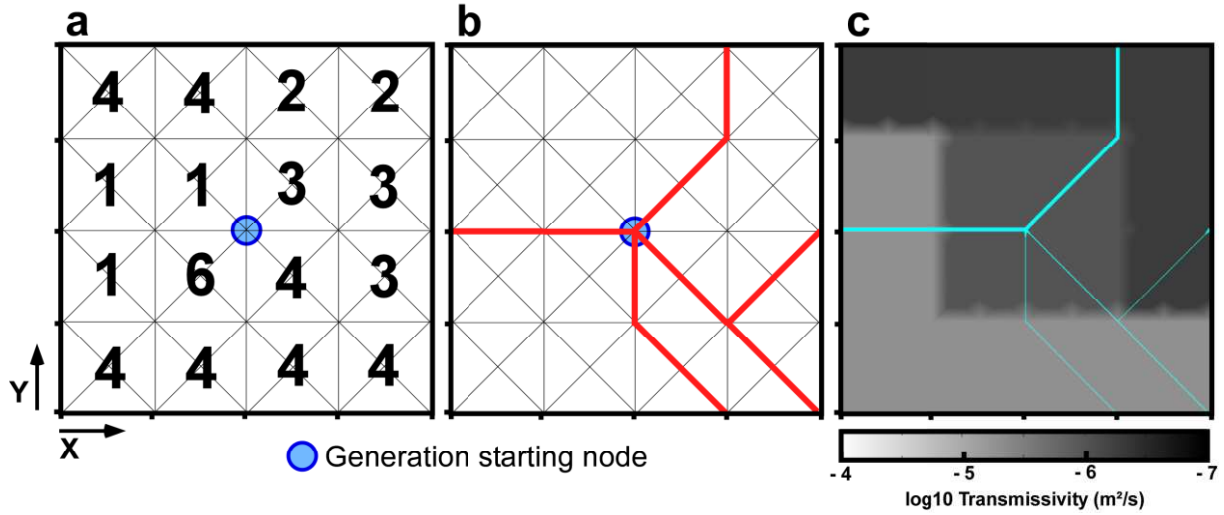 a
b
c
4 4 2 2
1 1 3 3
1 6 4 3
4 4 4 4
Y
X
Generation starting node
- 4 - 5 - 6 - 7
log10 Transmissivity (m²/s)